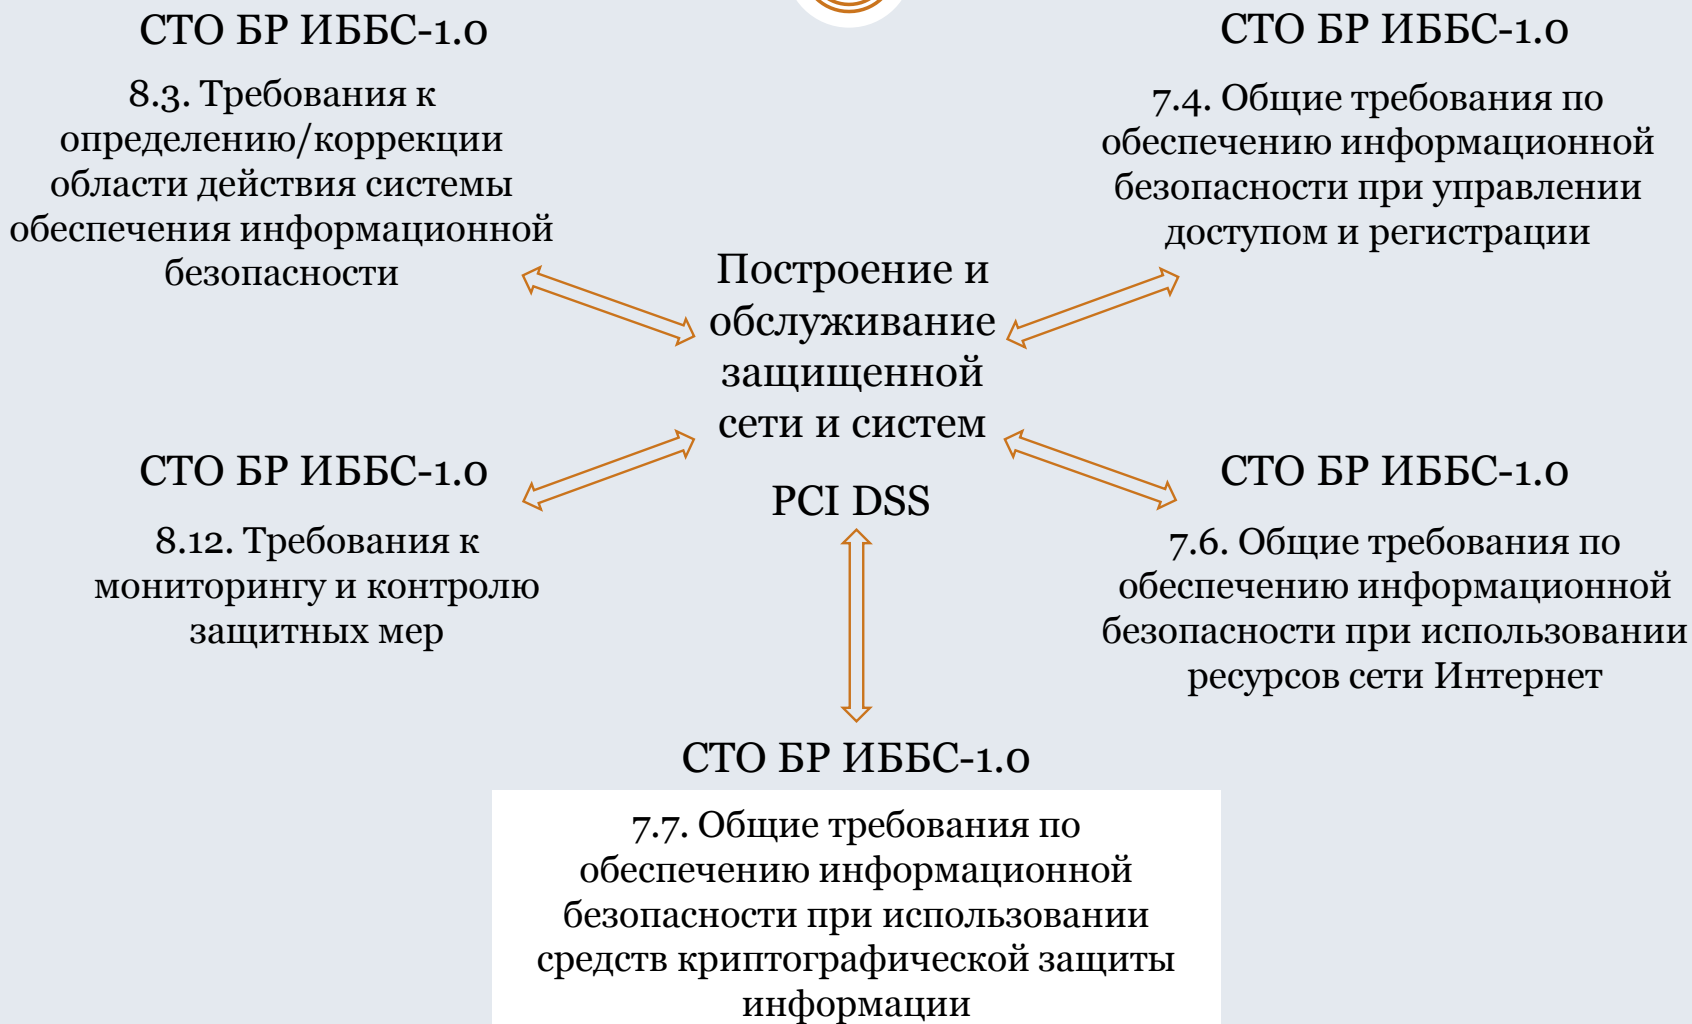 СТО БР ИББС-1.0
8.3. Требования к
определению/коррекции
области действия системы
обеспечения информационной
безопасности
СТО БР ИББС-1.0
7.4. Общие требования по
обеспечению информационной
безопасности при управлении
доступом и регистрации
Построение и
обслуживание
защищенной
сети и систем
PCI DSS
СТО БР ИББС-1.0
8.12. Требования к
мониторингу и контролю
защитных мер
СТО БР ИББС-1.0
7.6. Общие требования по
обеспечению информационной
безопасности при использовании
ресурсов сети Интернет
СТО БР ИББС-1.0
7.7. Общие требования по
обеспечению информационной
безопасности при использовании
средств криптографической защиты
информации